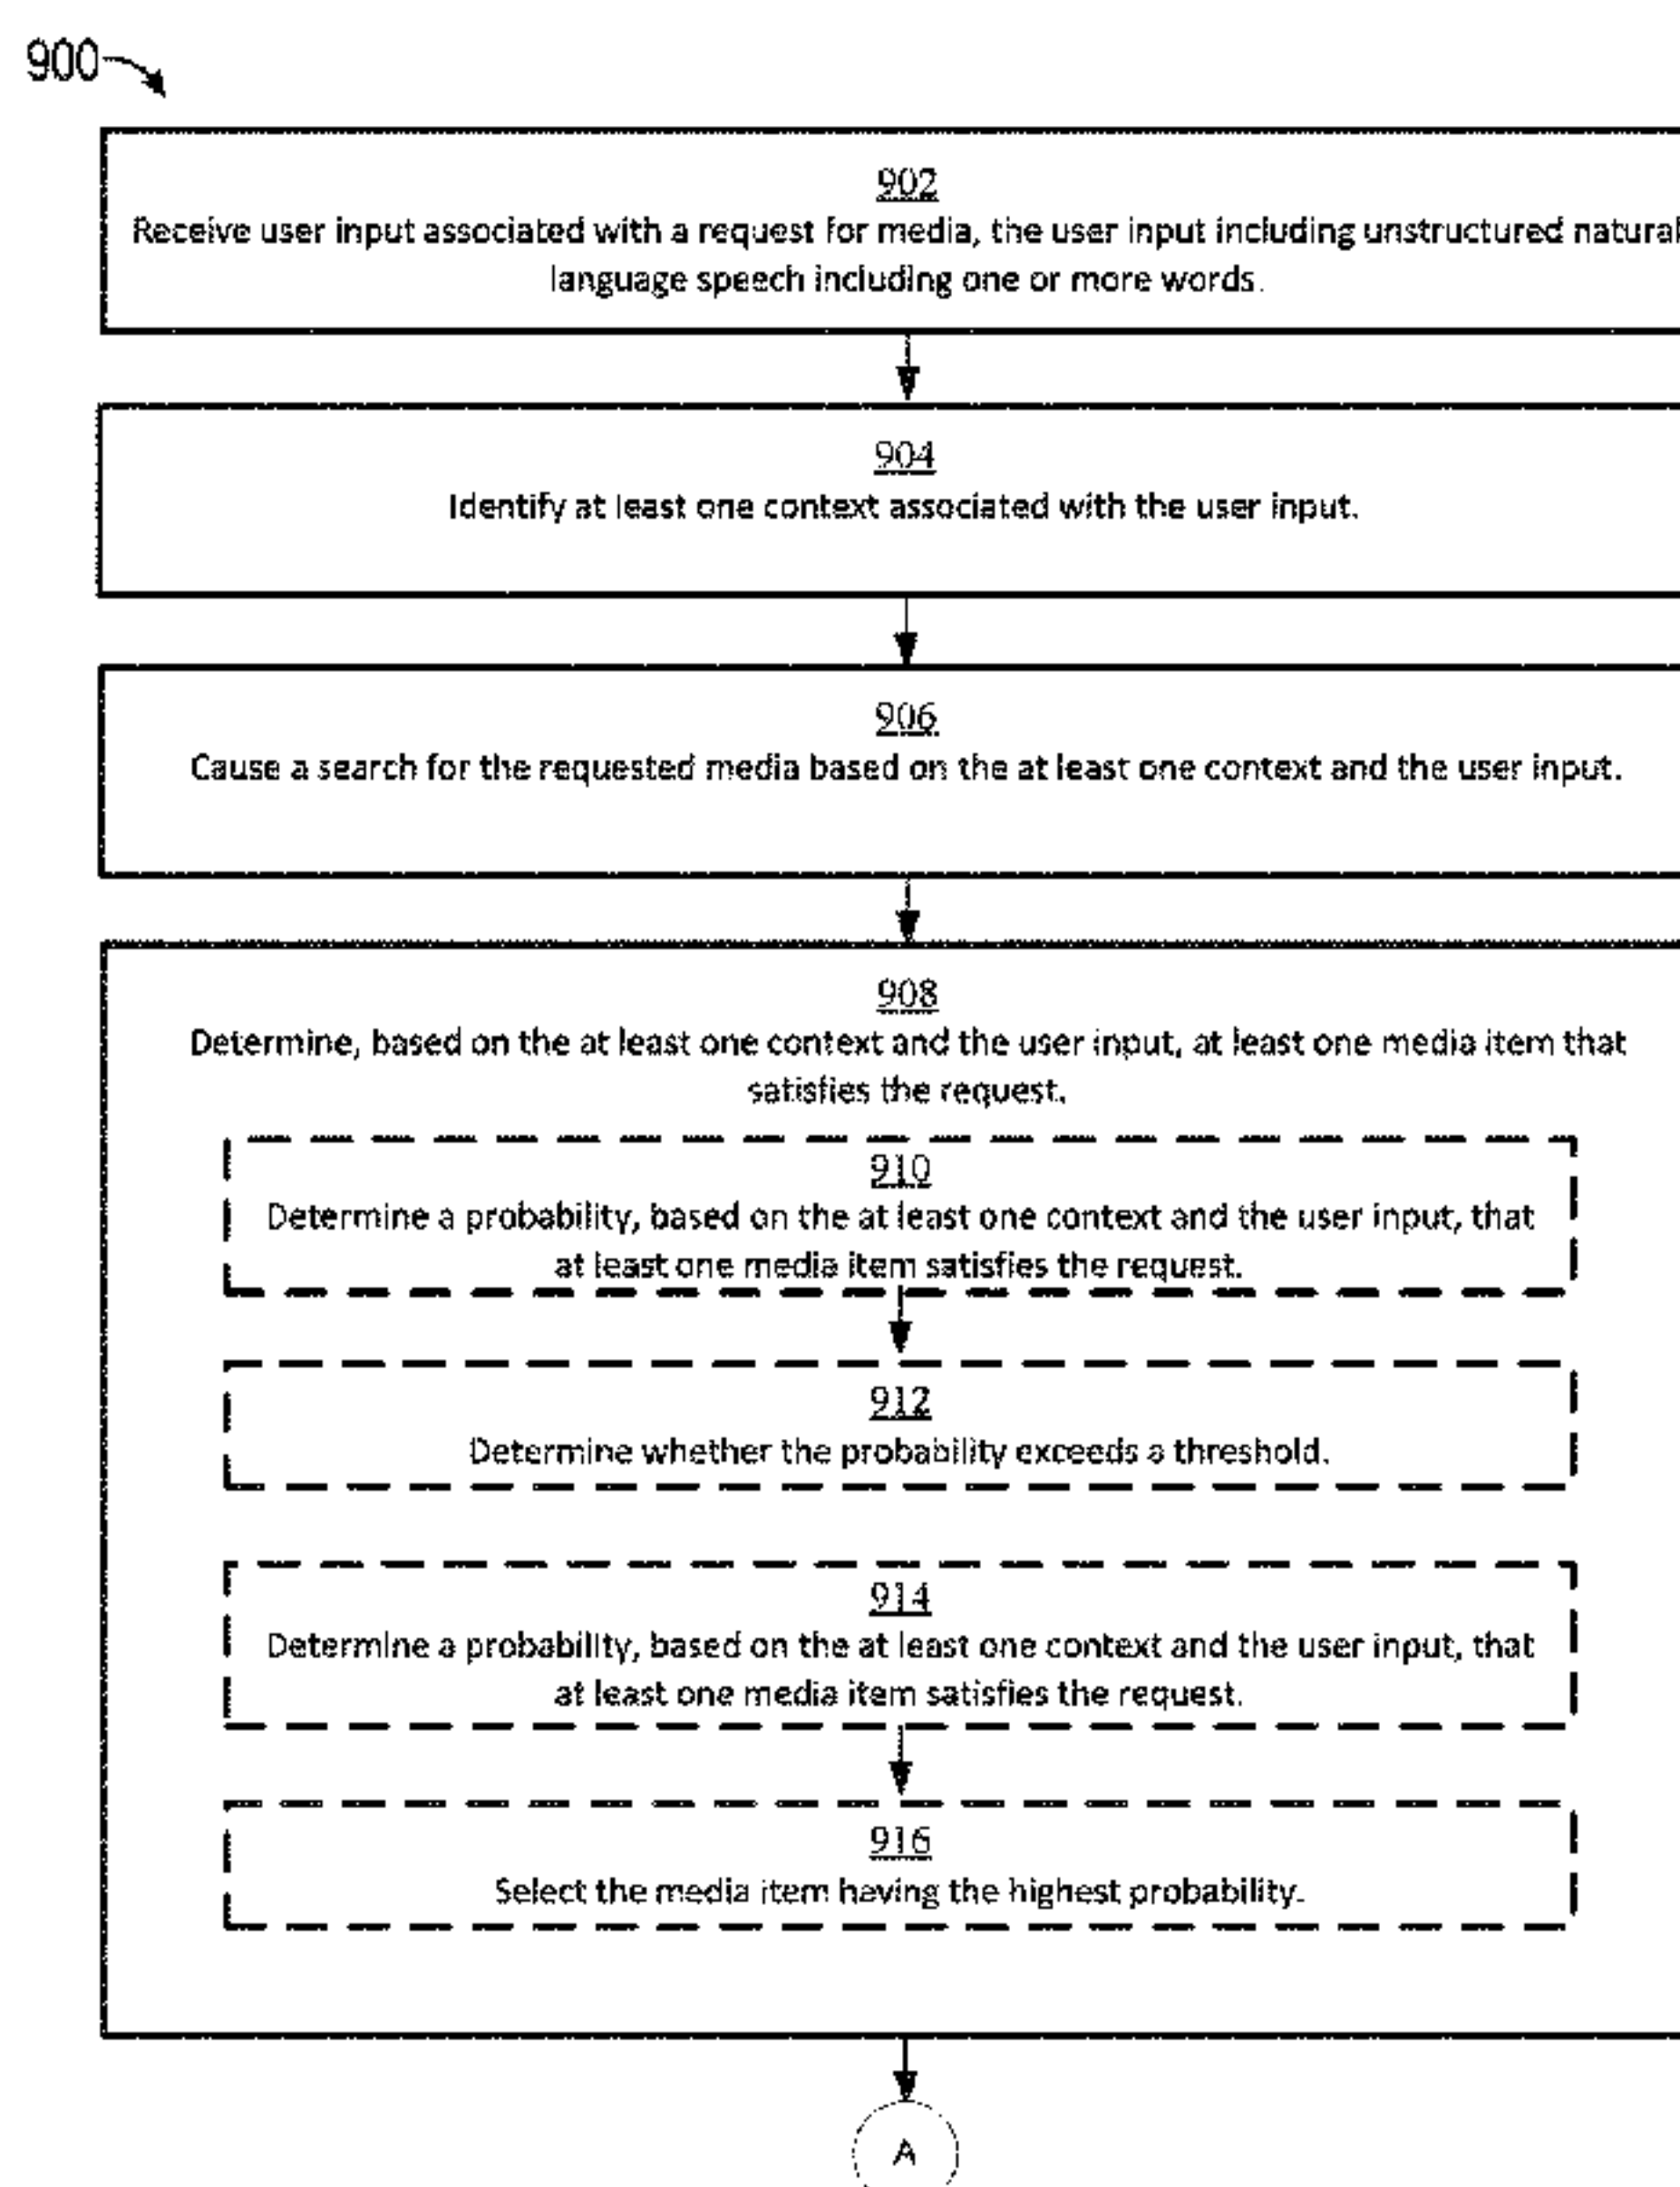 900
902
Receive user input associated with a request for media, the user input including unstructured natural
language speech including one or more words.
904
Identify at least one context associated with the user input.
906
Cause a search for the requested media based on the at least one context and the user input.
908
Determine, based on the at least one context and the user input, at least one media item that
satisfies the request.
910
Determine a probability, based on the at least one context and the user input, that
at least one media item satisfies the request.
912
Determine whether the probability exceeds a threshold.
914
Determine a probability, based on the at least one context and the user input, that
at least one media item satisfies the request.
916
Select the media item having the highest probability.
A